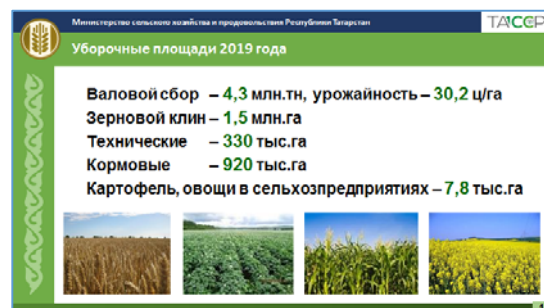 Министерство сельского хозяйства и продовольствия Республики Татарстан
ТАССР
Уборочные площади 2019 года
Валовой сбор – 4,3 млн.тн, урожайность – 30,2 ц/га
Зерновой клин – 1,5 млн.га
Технические – 330 тыс.га
Кормовые – 920 тыс.га
Картофель, овощи в сельхозпредприятиях – 7,8 тыс.га